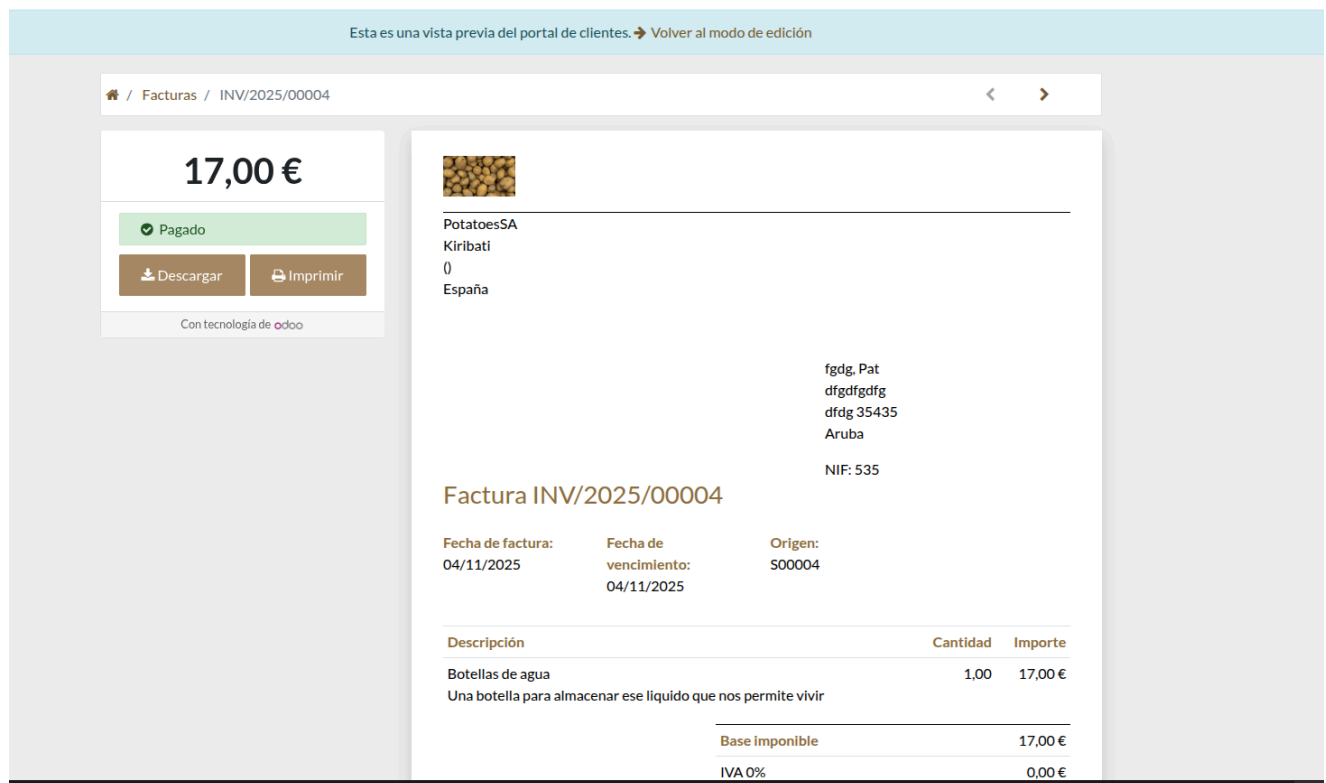 Esta es una vista previa del portal de clientes. Volver al modo de edición
/ Facturas / INV/2025/00004
17,00 €
Pagado
Descargar
Imprimir
Con tecnología de odoo
PotatoesSA
Kiribati
()
España
fgdg, Pat
dfgdfgdfg
dfdg 35435
Aruba
NIF: 535
Factura INV/2025/00004
Fecha de factura:
04/11/2025
Fecha de
vencimiento:
04/11/2025
Origen:
S00004
Descripción Cantidad Importe
Botellas de agua 1,00 17,00 €
Una botella para almacenar ese liquido que nos permite vivir
Base imponible 17,00 €
IVA 0% 0,00 €